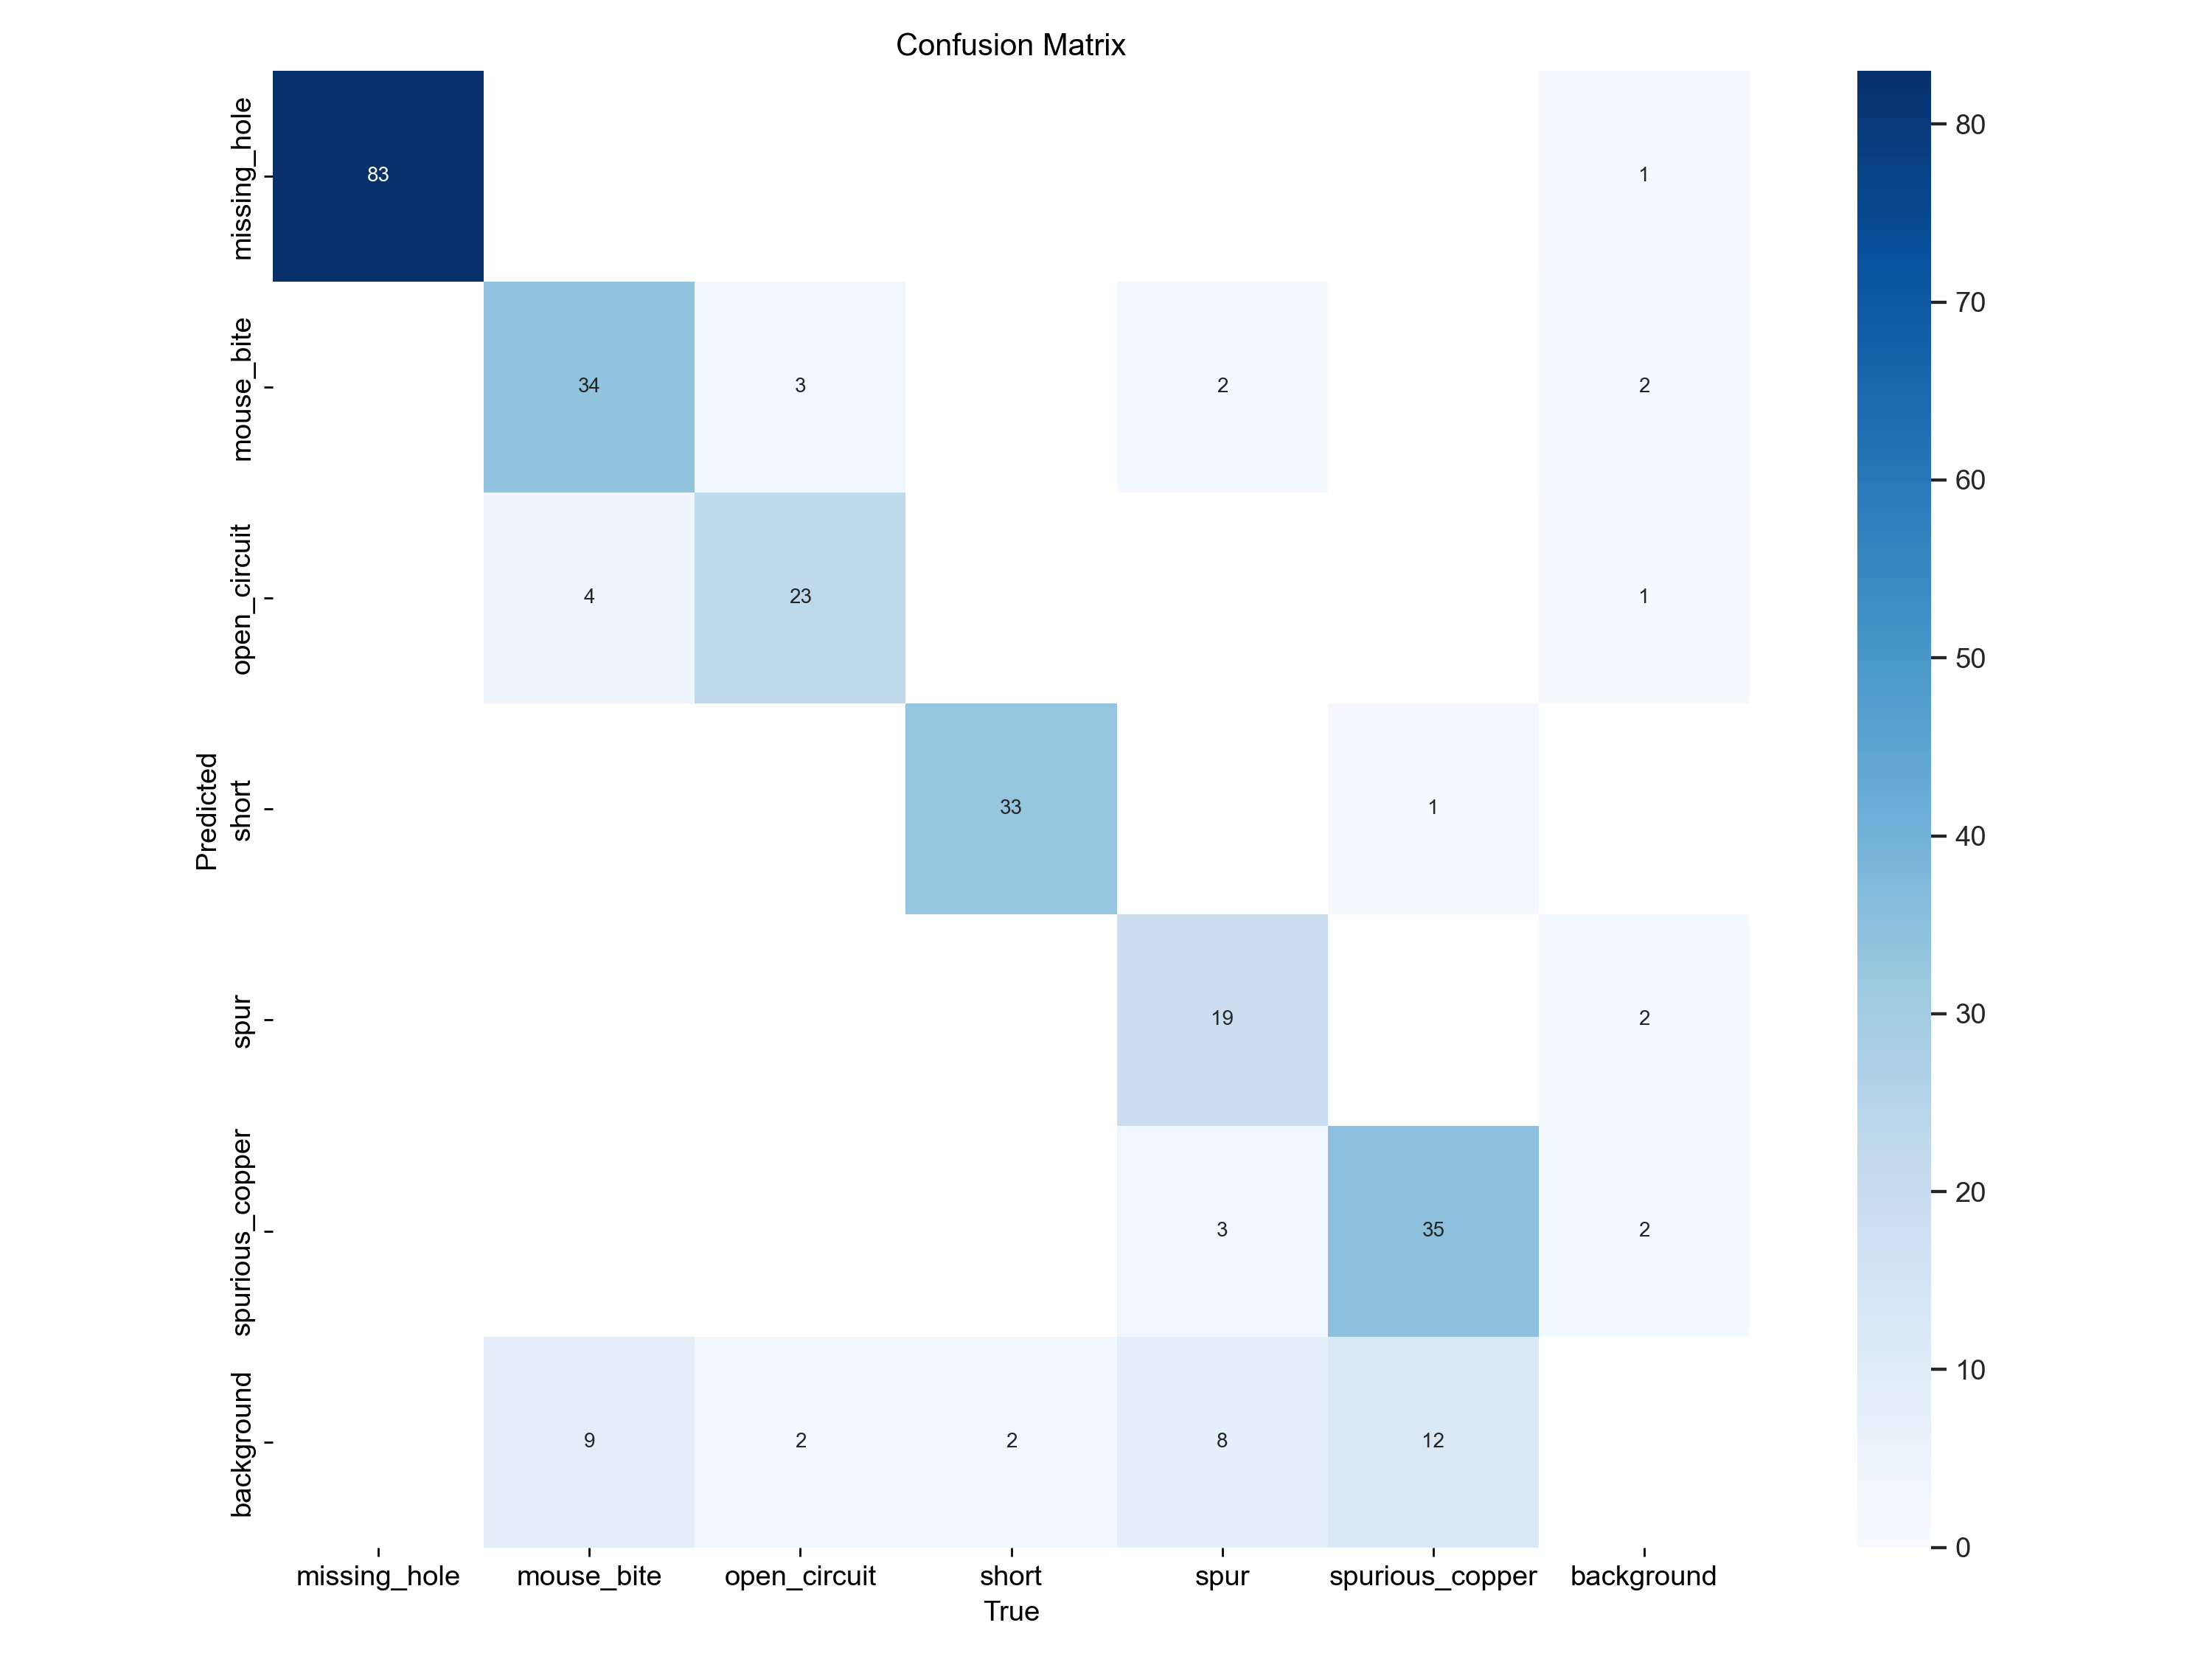 Confusion Matrix
missing_hole 83 1
mouse_bite 34 3 2 2
open_circuit 4 23 1
Predicted
short 33 1
spur 19 2
spurious_copper 3 35 2
background 9 2 2 8 12
missing_hole mouse_bite open_circuit short spur spurious_copper background
True
80
70
60
50
40
30
20
10
0